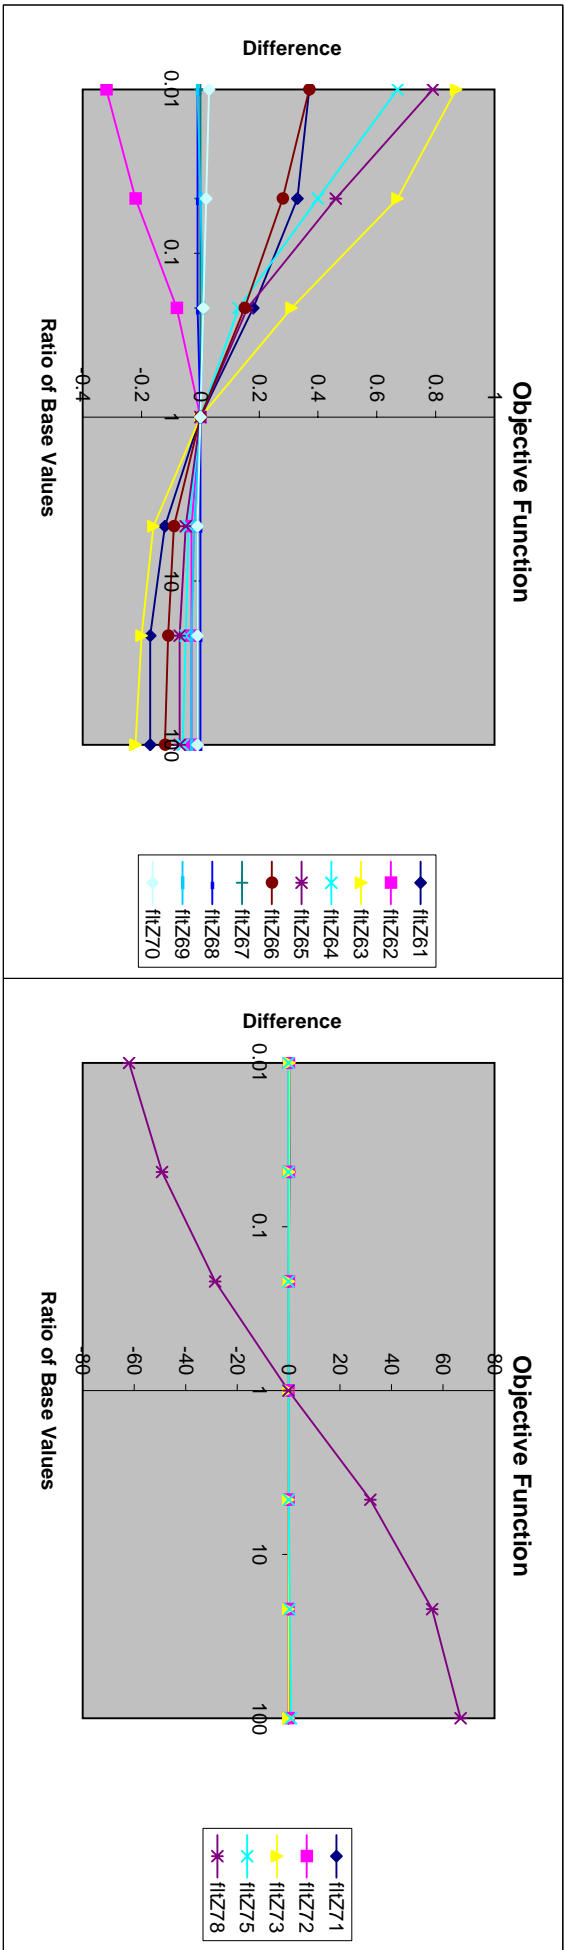 Objective Function
Difference
1
0.8
0.6
0.4
0.2
0
-0.2
-0.4
0.01
0.1
1
10
100
Ratio of Base Values
fltZ61
fltZ62
fltZ63
fltZ64
fltZ65
fltZ66
fltZ67
fltZ68
fltZ69
fltZ70
Objective Function
Difference
80
60
40
20
0
-20
-40
-60
-80
0.01
0.1
1
10
100
Ratio of Base Values
fltZ71
fltZ72
fltZ73
fltZ75
fltZ78